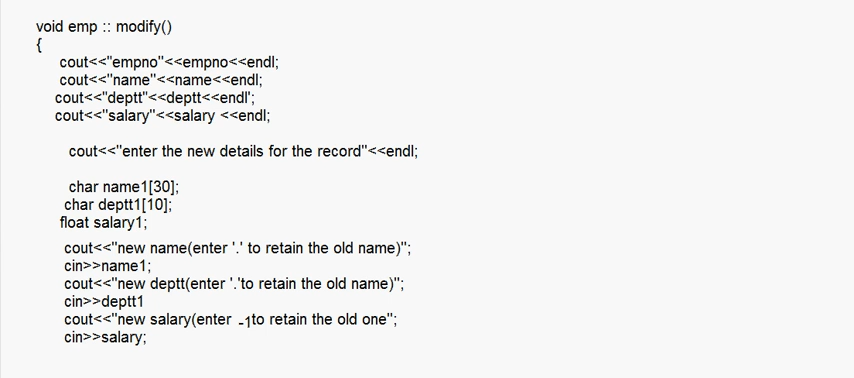 void emp :: modify()
{
cout<<"empno"<<empno<<endl;
cout<<"name"<<name<<endl;
cout<<"deptt"<<deptt<<endl';
cout<<"salary"<<salary <<endl;
cout<<"enter the new details for the record"<<endl;
char name1[30];
char deptt1[10];
float salary1;
cout<<"new name(enter '.' to retain the old name)";
cin>>name1;
cout<<"new deptt(enter '.'to retain the old name)";
cin>>deptt1
cout<<"new salary(enter -1to retain the old one";
cin>>salary;